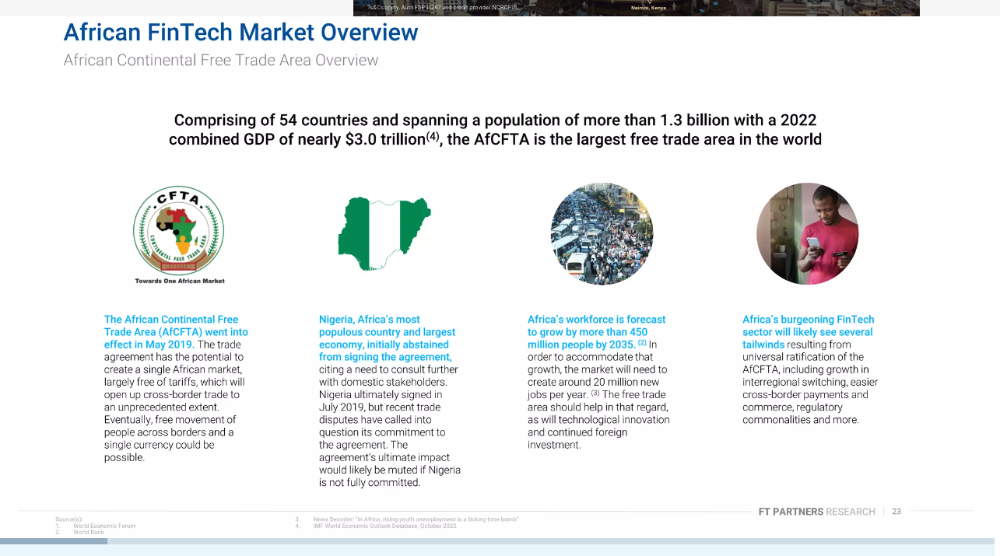 Ts&Cs apply. Auth FSP 11287 and credit provider NCRCP15.
Nairobi, Kenya
African FinTech Market Overview
African Continental Free Trade Area Overview
Comprising of 54 countries and spanning a population of more than 1.3 billion with a 2022
combined GDP of nearly $3.0 trillion(4), the AfCFTA is the largest free trade area in the world
CFTA
CONTINENTAL FREE TRADE AREA
Towards One African Market
The African Continental Free
Trade Area (AfCFTA) went into
effect in May 2019. The trade
agreement has the potential to
create a single African market,
largely free of tariffs, which will
open up cross-border trade to
an unprecedented extent.
Eventually, free movement of
people across borders and a
single currency could be
possible.
Nigeria, Africa's most
populous country and largest
economy, initially abstained
from signing the agreement,
citing a need to consult further
with domestic stakeholders.
Nigeria ultimately signed in
July 2019, but recent trade
disputes have called into
question its commitment to
the agreement. The
agreement's ultimate impact
would likely be muted if Nigeria
is not fully committed.
Africa's workforce is forecast
to grow by more than 450
million people by 2035. (2) In
order to accommodate that
growth, the market will need to
create around 20 million new
jobs per year. (3) The free trade
area should help in that regard,
as will technological innovation
and continued foreign
investment.
Africa's burgeoning FinTech
sector will likely see several
tailwinds resulting from
universal ratification of the
AfCFTA, including growth in
interregional switching, easier
cross-border payments and
commerce, regulatory
commonalities and more.
Source(s):
1. World Economic Forum
2. World Bank
3. News Decoder: "In Africa, rising youth unemployment is a ticking time bomb"
4. IMF World Economic Outlook Database, October 2022
FT PARTNERS RESEARCH 23